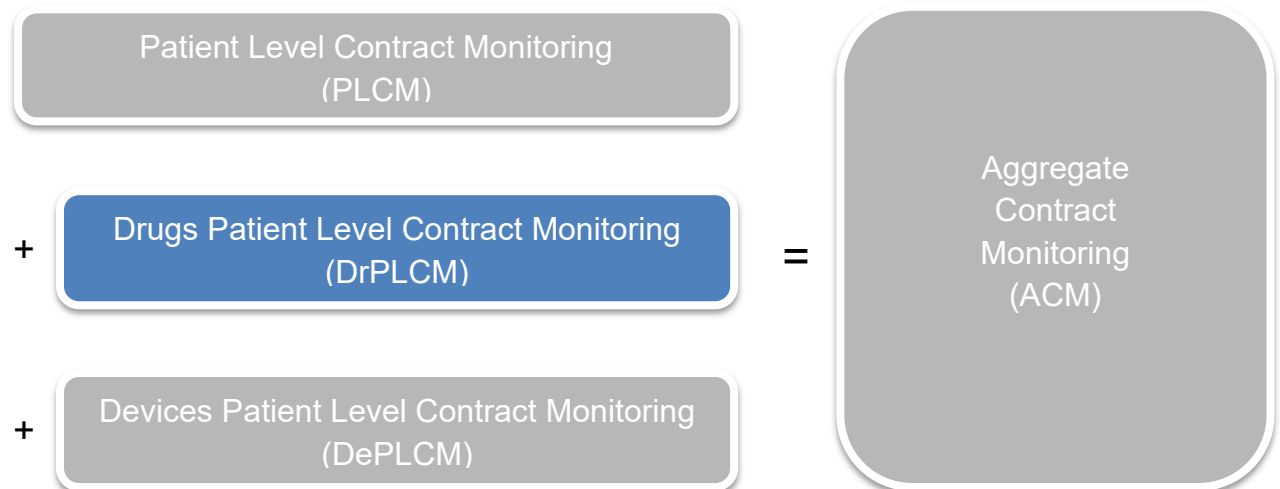 Patient Level Contract Monitoring
(PLCM)
+
Drugs Patient Level Contract Monitoring
(DrPLCM)
+
Devices Patient Level Contract Monitoring
(DePLCM)
=
Aggregate
Contract
Monitoring
(ACM)